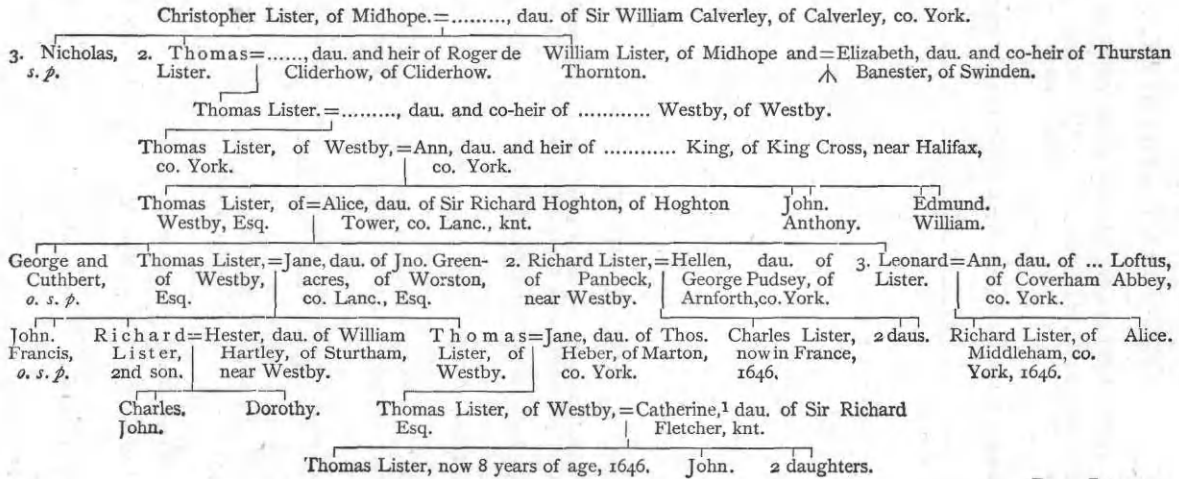 Christopher Lister, of Midhope.=........., dau. of Sir William Calverley, of Calverley, co. York.
3. Nicholas, 2. Thomas=......, dau. and heir of Roger de William Lister, of Midhope and=Elizabeth, dau. and co-heir of Thurstan
s. p. Lister. Cliderhow, of Cliderhow. Thornton. Banester, of Swinden.
Thomas Lister.=........., dau. and co-heir of ............ Westby, of Westby.
Thomas Lister, of Westby,=Ann, dau. and heir of ............ King, of King Cross, near Halifax,
co. York. co. York.
Thomas Lister, of=Alice, dau. of Sir Richard Hoghton, of Hoghton John. Edmund.
Westby, Esq. Tower, co. Lanc., knt. Anthony. William.
George and Thomas Lister,=Jane, dau. of Jno. Green- 2. Richard Lister,=Hellen, dau. of 3. Leonard=Ann, dau. of ... Loftus,
Cuthbert, of Westby, acres, of Worston, of Panbeck, George Pudsey, of Lister. of Coverham Abbey,
o. s. p. Esq. co. Lanc., Esq. near Westby. Arnforth, co. York. co. York.
John. Richard=Hester, dau. of William Thomas=Jane, dau. of Thos. Charles Lister, 2 daus. Richard Lister, of Alice.
Francis, Lister, Hartley, of Sturtham, Lister, of Heber, of Marton, now in France, Middleham, co.
o. s. p. 2nd son. near Westby. Westby. co. York. 1646. York, 1646.
Charles. Dorothy. Thomas Lister, of Westby,=Catherine,¹ dau. of Sir Richard
John. Esq. Fletcher, knt.
Thomas Lister, now 8 years of age, 1646. John. 2 daughters.